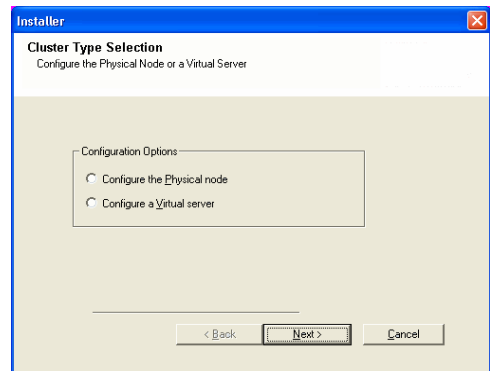 Installer
Cluster Type Selection
Configure the Physical Node or a Virtual Server
Configuration Options
Configure the Physical node
Configure a Virtual server
< Back
Next >
Cancel